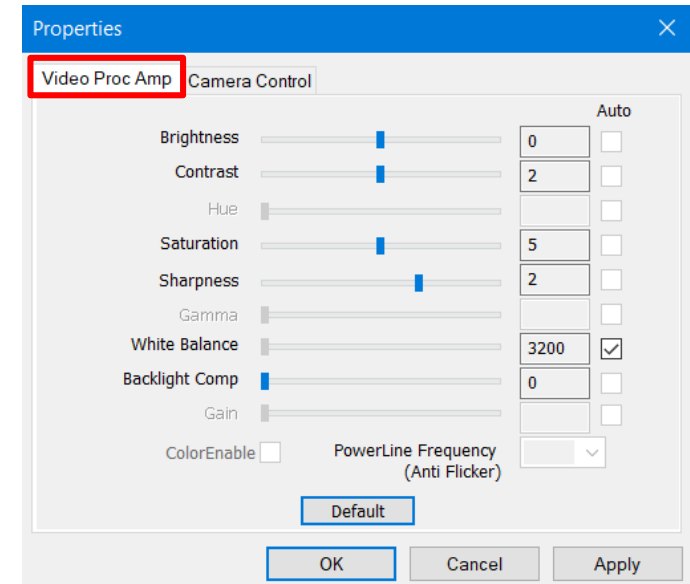 Properties
Video Proc Amp Camera Control
Auto
Brightness 0
Contrast 2
Hue
Saturation 5
Sharpness 2
Gamma
White Balance 3200
Backlight Comp 0
Gain
ColorEnable PowerLine Frequency
(Anti Flicker)
Default
OK Cancel Apply